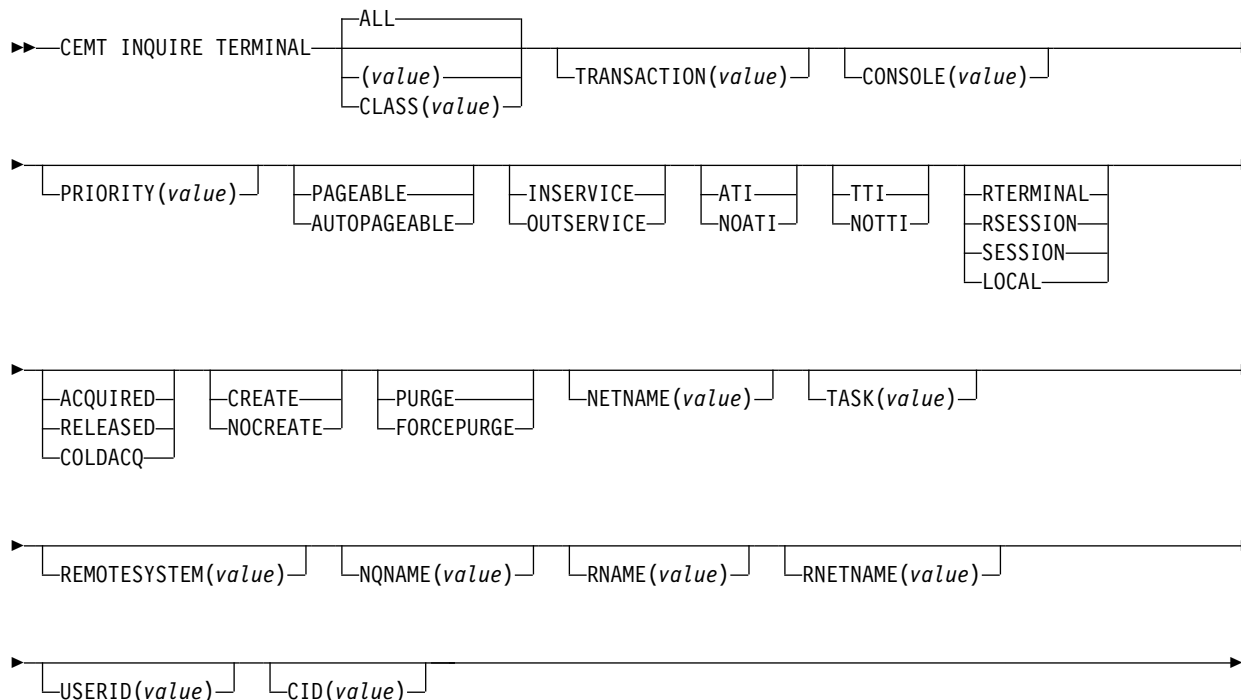 ALL
CEMT INQUIRE TERMINAL
(value)
TRANSACTION(value) CONSOLE(value)
CLASS(value)
PRIORITY(value) PAGEABLE INSERVICE ATI TTI RTERMINAL
AUTOPAGEABLE OUTSERVICE NOATI NOTTI RSESSION
SESSION
LOCAL
ACQUIRED CREATE PURGE NETNAME(value) TASK(value)
RELEASED NOCREATE FORCEPURGE
COLDACQ
REMOTESYSTEM(value) NQNAME(value) RNAME(value) RNETNAME(value)
USERID(value) CID(value)